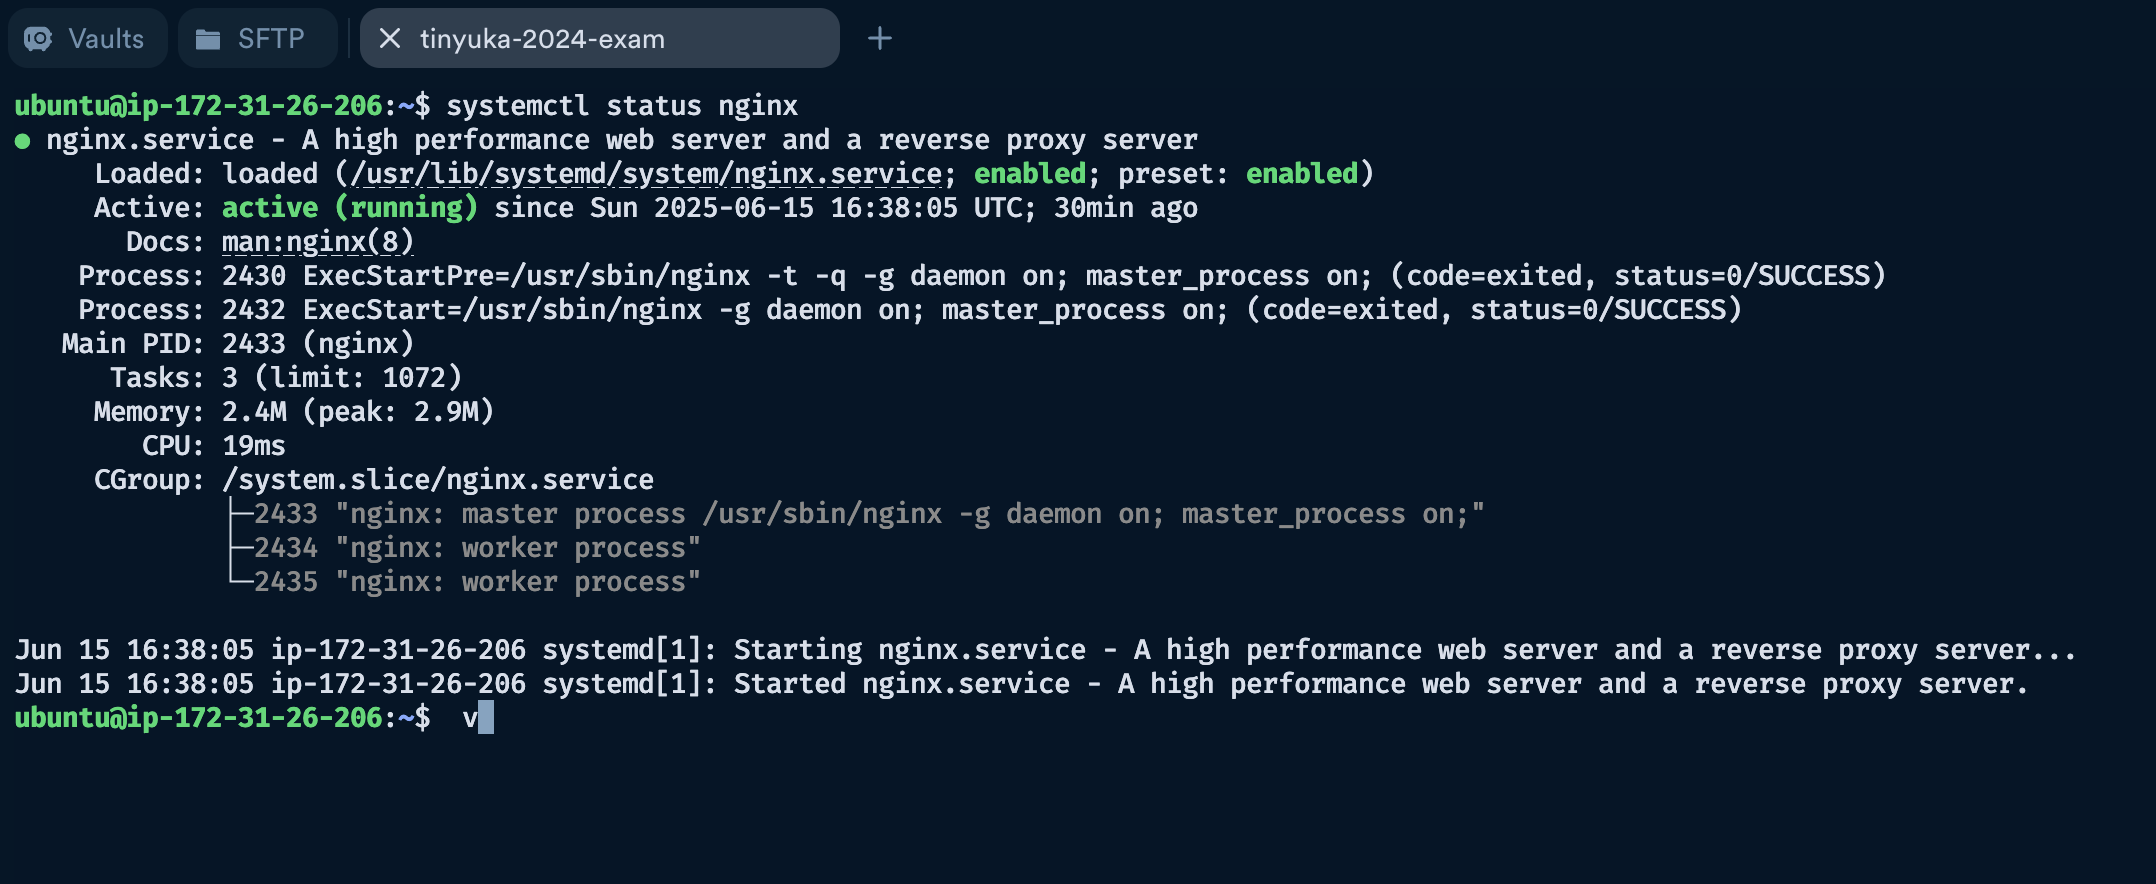 Vaults SFTP tinyuka-2024-exam
ubuntu@ip-172-31-26-206:~$ systemctl status nginx
● nginx.service - A high performance web server and a reverse proxy server
     Loaded: loaded (/usr/lib/systemd/system/nginx.service; enabled; preset: enabled)
     Active: active (running) since Sun 2025-06-15 16:38:05 UTC; 30min ago
       Docs: man:nginx(8)
    Process: 2430 ExecStartPre=/usr/sbin/nginx -t -q -g daemon on; master_process on; (code=exited, status=0/SUCCESS)
    Process: 2432 ExecStart=/usr/sbin/nginx -g daemon on; master_process on; (code=exited, status=0/SUCCESS)
   Main PID: 2433 (nginx)
      Tasks: 3 (limit: 1072)
     Memory: 2.4M (peak: 2.9M)
        CPU: 19ms
     CGroup: /system.slice/nginx.service
             ├─2433 "nginx: master process /usr/sbin/nginx -g daemon on; master_process on;"
             ├─2434 "nginx: worker process"
             └─2435 "nginx: worker process"
Jun 15 16:38:05 ip-172-31-26-206 systemd[1]: Starting nginx.service - A high performance web server and a reverse proxy server...
Jun 15 16:38:05 ip-172-31-26-206 systemd[1]: Started nginx.service - A high performance web server and a reverse proxy server.
ubuntu@ip-172-31-26-206:~$  v